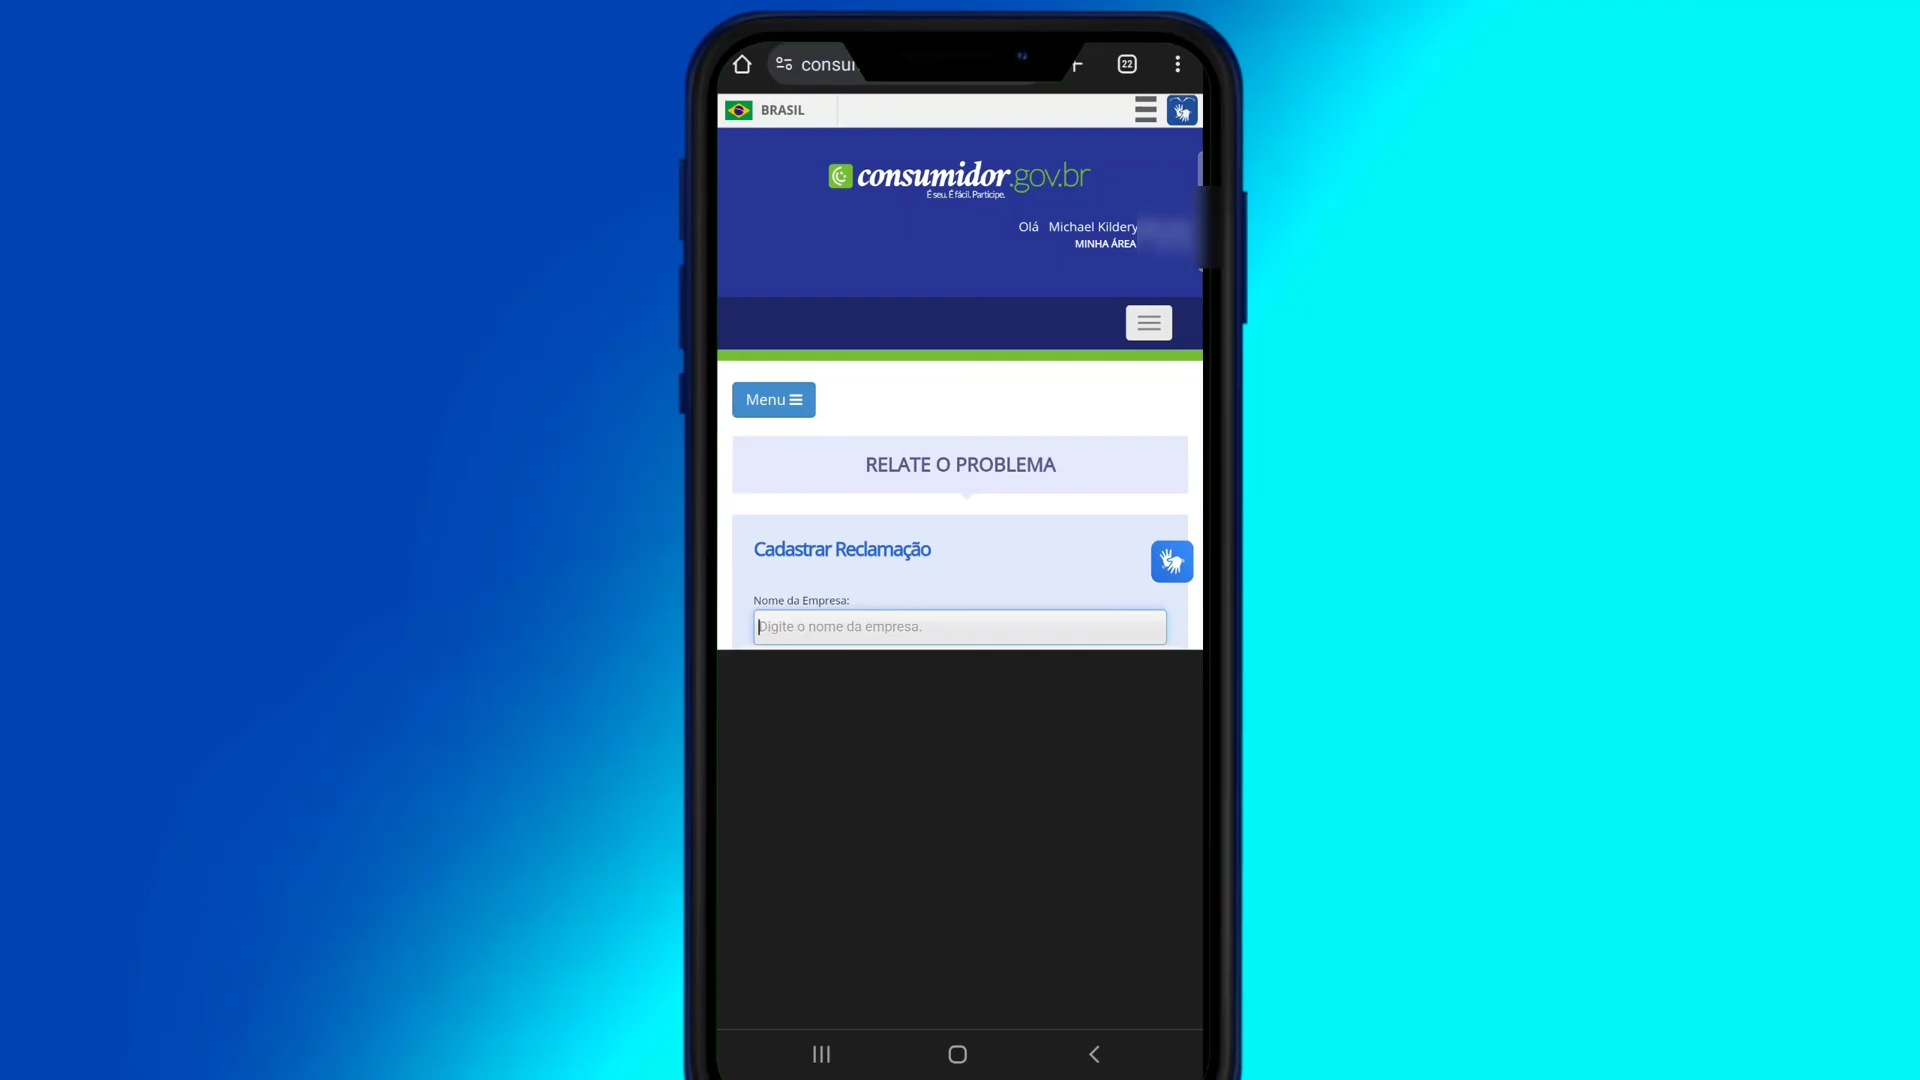 consu
22
BRASIL
consumidor.gov.br
É seu. É fácil. Participe.
Olá Michael Kildery
MINHA ÁREA
Menu
RELATE O PROBLEMA
Cadastrar Reclamação
Nome da Empresa:
Digite o nome da empresa.